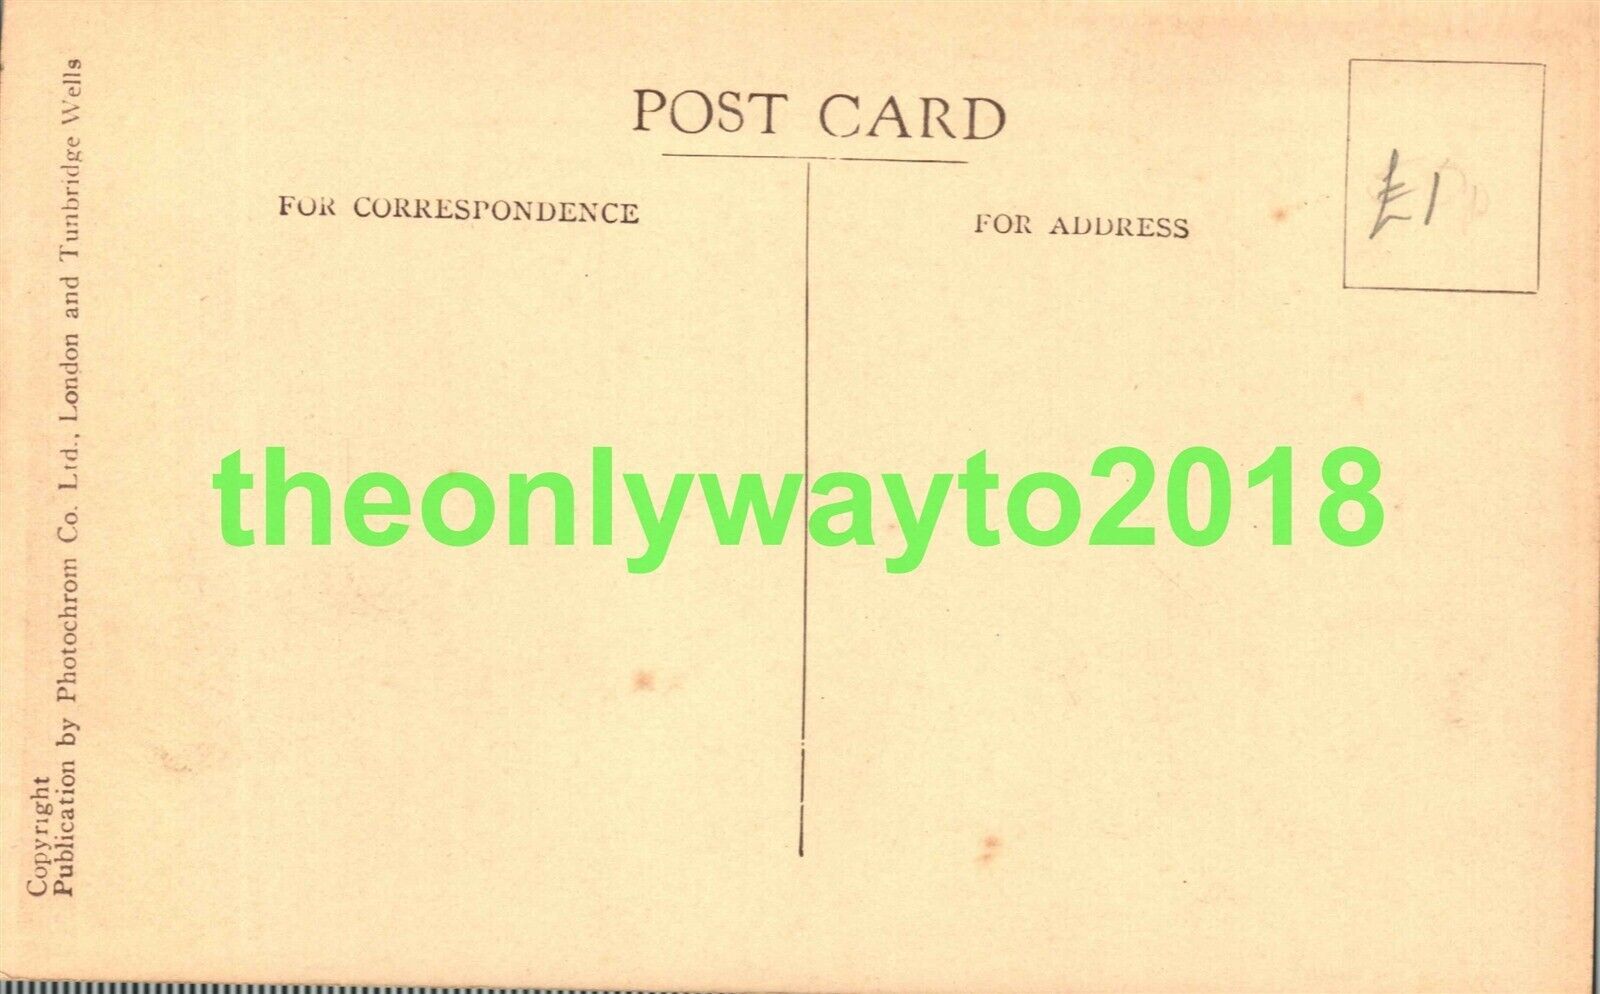 POST CARD
FOR CORRESPONDENCE
FOR ADDRESS
£1
theonlywayto2018
Copyright
Publication by Photochrom Co. Ltd., London and Tunbridge Wells